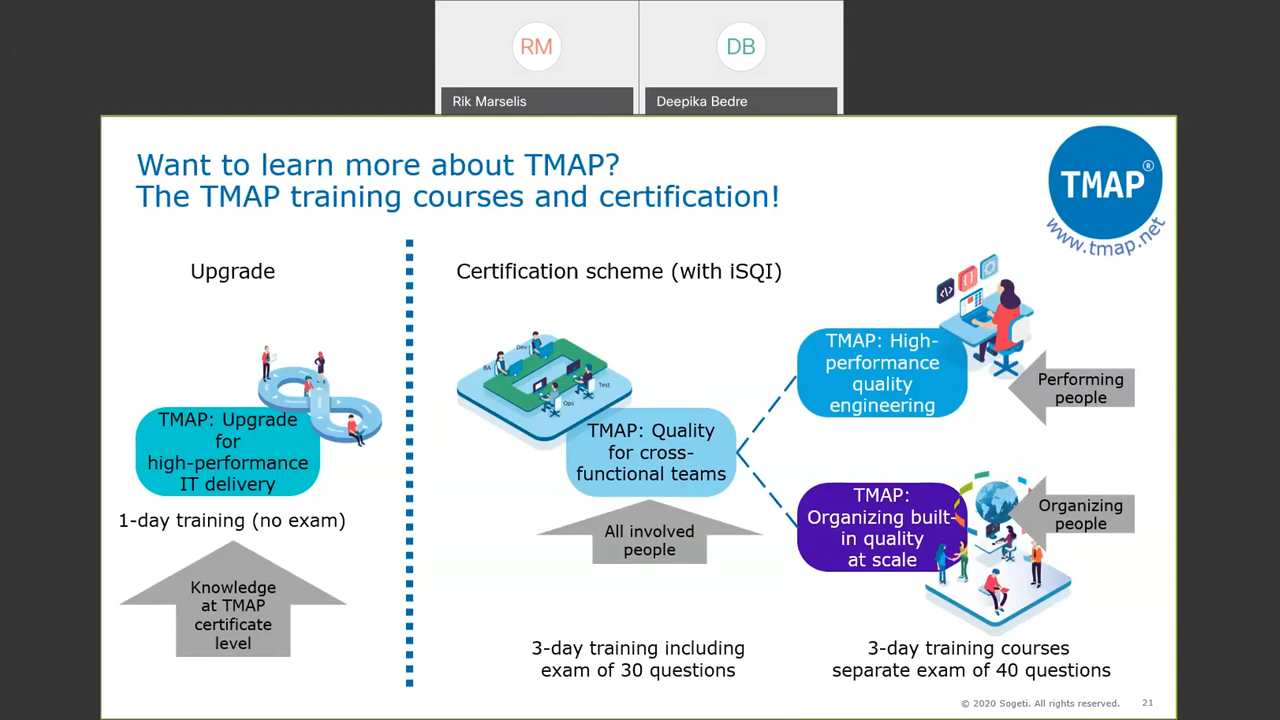 RM
DB
Rik Marselis
Deepika Bedre
Want to learn more about TMAP?
The TMAP training courses and certification!
TMAP®
www.tmap.net
Upgrade
TMAP: Upgrade
for
high-performance
IT delivery
1-day training (no exam)
Knowledge
at TMAP
certificate
level
Certification scheme (with iSQI)
Dev
BA
Test
Ops
TMAP: Quality
for cross-
functional teams
All involved
people
3-day training including
exam of 30 questions
TMAP: High-
performance
quality
engineering
Performing
people
TMAP:
Organizing built-
in quality
at scale
Organizing
people
3-day training courses
separate exam of 40 questions
© 2020 Sogeti. All rights reserved.
21